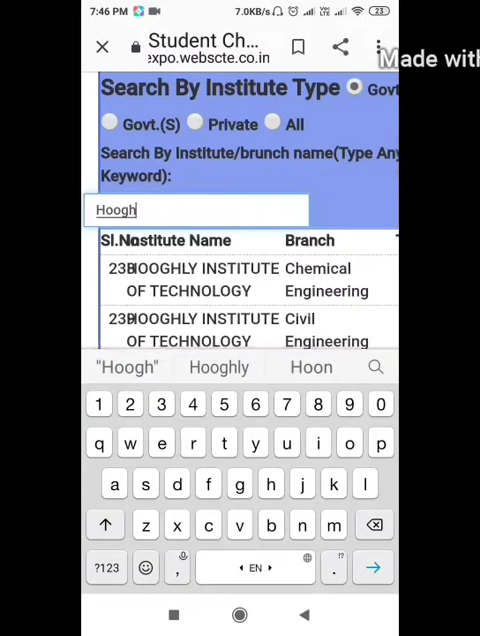 7:46 PM 7.0KB/s 23
Student Ch...
expo.webscte.co.in
Made with
Search By Institute Type Govt
Govt.(S) Private All
Search By Institute/brunch name(Type Any
Keyword):
Hoogh
Sl.No Institute Name Branch
HOOGHLY INSTITUTE Chemical
OF TECHNOLOGY Engineering
HOOGHLY INSTITUTE Civil
OF TECHNOLOGY Engineering
"Hoogh" Hooghly Hoon
1 2 3 4 5 6 7 8 9 0
q w e r t y u i o p
a s d f g h j k l
z x c v b n m
?123 , EN . !?